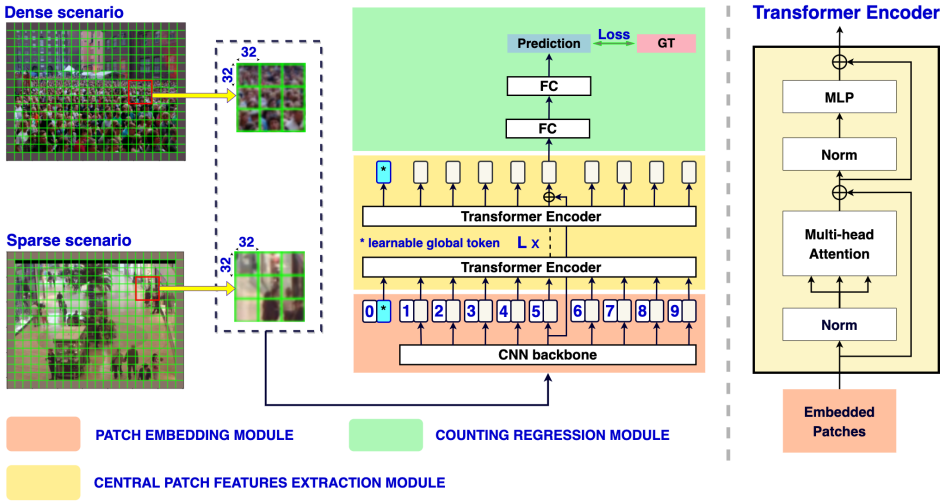 Dense scenario
32
32
Sparse scenario
32
32
Prediction
Loss
GT
FC
FC
*
Transformer Encoder
* learnable global token L x
Transformer Encoder
0 * 1 2 3 4 5 6 7 8 9
CNN backbone
Transformer Encoder
MLP
Norm
Multi-head
Attention
Norm
Embedded
Patches
PATCH EMBEDDING MODULE
COUNTING REGRESSION MODULE
CENTRAL PATCH FEATURES EXTRACTION MODULE